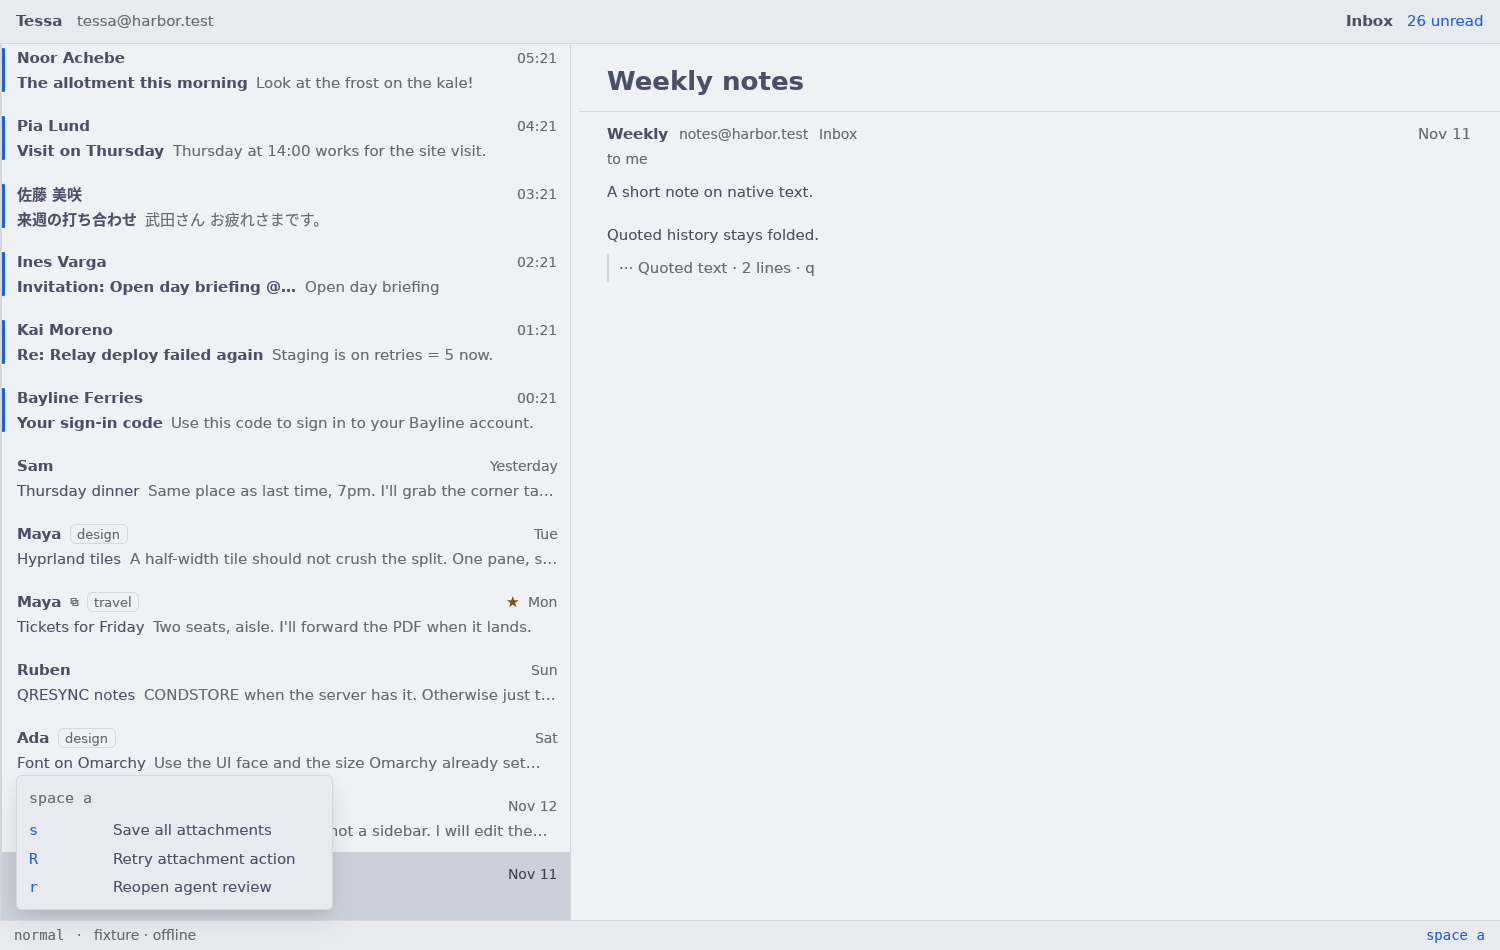 Tessa tessa@harbor.test Inbox 26 unread
Noor Achebe 05:21
The allotment this morning Look at the frost on the kale!
Pia Lund 04:21
Visit on Thursday Thursday at 14:00 works for the site visit.
佐藤 美咲 03:21
来週の打ち合わせ 武田さん お疲れさまです。
Ines Varga 02:21
Invitation: Open day briefing @… Open day briefing
Kai Moreno 01:21
Re: Relay deploy failed again Staging is on retries = 5 now.
Bayline Ferries 00:21
Your sign-in code Use this code to sign in to your Bayline account.
Sam Yesterday
Thursday dinner Same place as last time, 7pm. I'll grab the corner ta…
Maya design Tue
Hyprland tiles A half-width tile should not crush the split. One pane, s…
Maya ⧉ travel ★ Mon
Tickets for Friday Two seats, aisle. I'll forward the PDF when it lands.
Ruben Sun
QRESYNC notes CONDSTORE when the server has it. Otherwise just t…
Ada design Sat
Font on Omarchy Use the UI face and the size Omarchy already set…
Nov 12
not a sidebar. I will edit the…
Nov 11
space a
s Save all attachments
R Retry attachment action
r Reopen agent review
Weekly notes
Weekly notes@harbor.test Inbox Nov 11
to me
A short note on native text.
Quoted history stays folded.
··· Quoted text · 2 lines · q
normal · fixture · offline space a